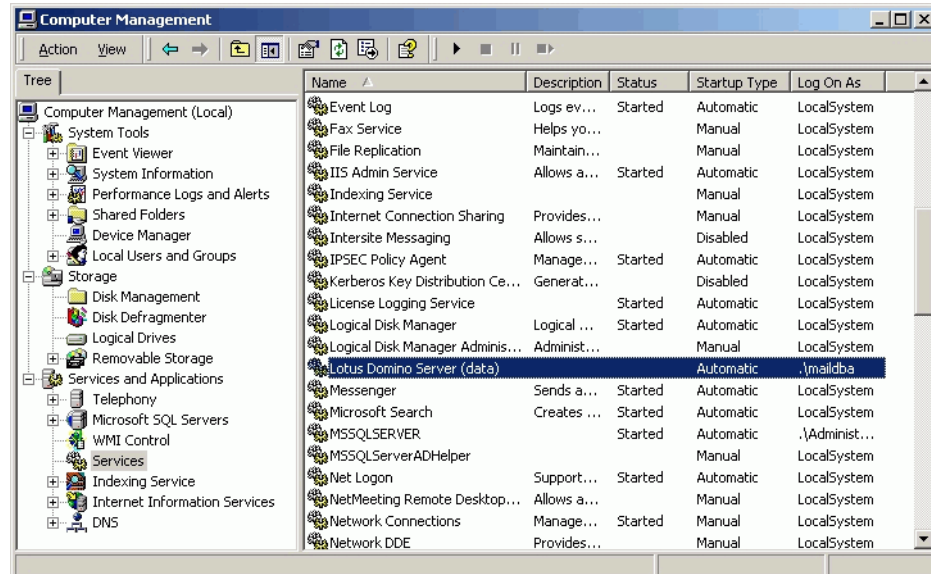 Computer Management
Action View
Tree
Computer Management (Local)
System Tools
Event Viewer
System Information
Performance Logs and Alerts
Shared Folders
Device Manager
Local Users and Groups
Storage
Disk Management
Disk Defragmenter
Logical Drives
Removable Storage
Services and Applications
Telephony
Microsoft SQL Servers
WMI Control
Services
Indexing Service
Internet Information Services
DNS
Name Description Status Startup Type Log On As
Event Log Logs ev... Started Automatic LocalSystem
Fax Service Helps yo... Manual LocalSystem
File Replication Maintain... Manual LocalSystem
IIS Admin Service Allows a... Started Automatic LocalSystem
Indexing Service Manual LocalSystem
Internet Connection Sharing Provides... Manual LocalSystem
Intersite Messaging Allows s... Disabled LocalSystem
IPSEC Policy Agent Manage... Started Automatic LocalSystem
Kerberos Key Distribution Ce... Generat... Disabled LocalSystem
License Logging Service Started Automatic LocalSystem
Logical Disk Manager Logical ... Started Automatic LocalSystem
Logical Disk Manager Adminis... Administ... Manual LocalSystem
Lotus Domino Server (data) Automatic .\maildba
Messenger Sends a... Started Automatic LocalSystem
Microsoft Search Creates ... Started Automatic LocalSystem
MSSQLSERVER Started Automatic .\Administ...
MSSQLServerADHelper Manual LocalSystem
Net Logon Support... Started Automatic LocalSystem
NetMeeting Remote Desktop... Allows a... Manual LocalSystem
Network Connections Manage... Started Manual LocalSystem
Network DDE Provides... Manual LocalSystem